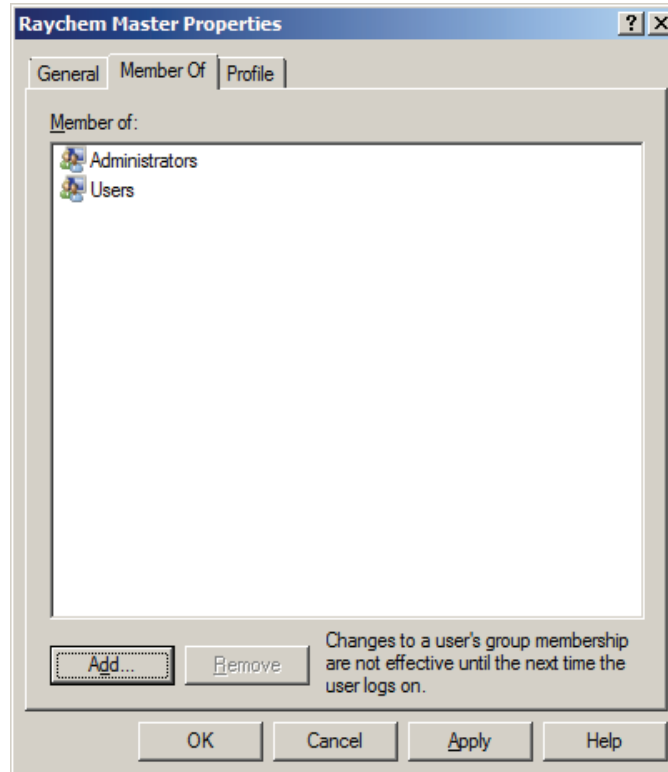 Raychem Master Properties
General Member Of Profile
Member of:
Administrators
Users
Add... Remove
Changes to a user's group membership
are not effective until the next time the
user logs on.
OK Cancel Apply Help